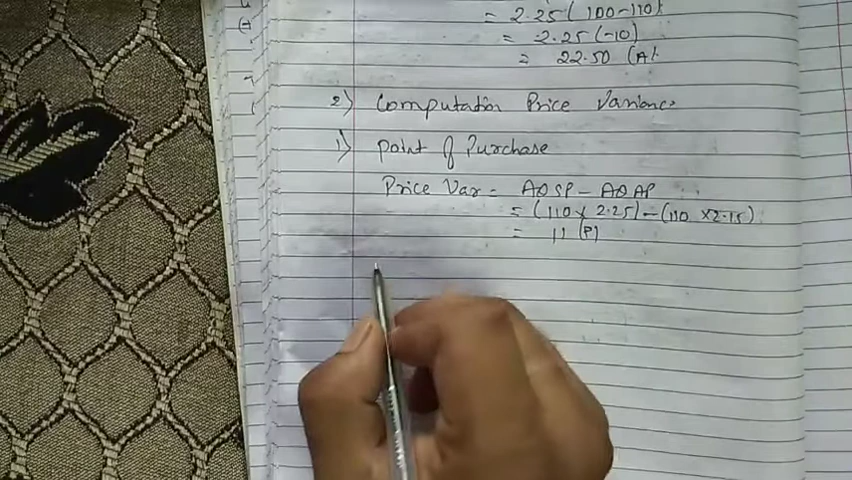 = 2.25 (100-110)
= 2.25 (-10)
= 22.50 (A)
2) Computation Price Variance
1) point of Purchase
Price Var = AQSP - AQAP
= (110 x 2.25) - (110 x 2.15)
= 11 (F)